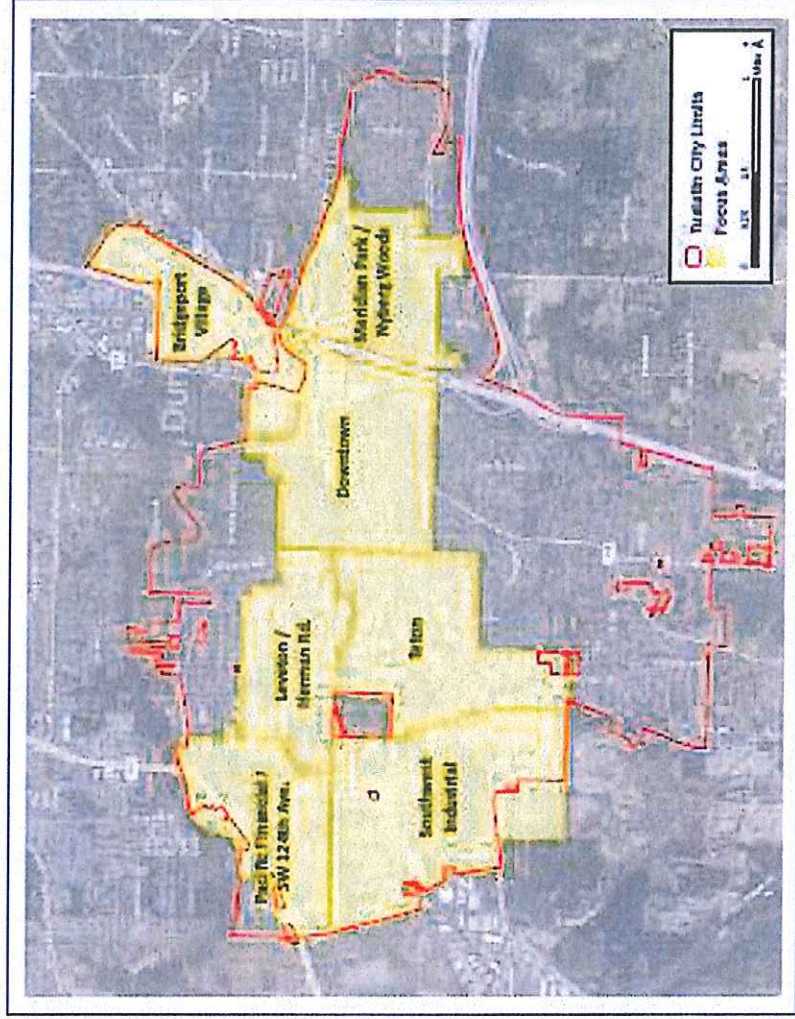 Bridgeport
Village
Meridian Park /
Nyberg Woods
Downtown
Leveton /
Herman Rd.
Teton
Pacific Financial /
SW 124th Ave.
Southwest
Industrial
Tualatin City Limits
Focus Areas